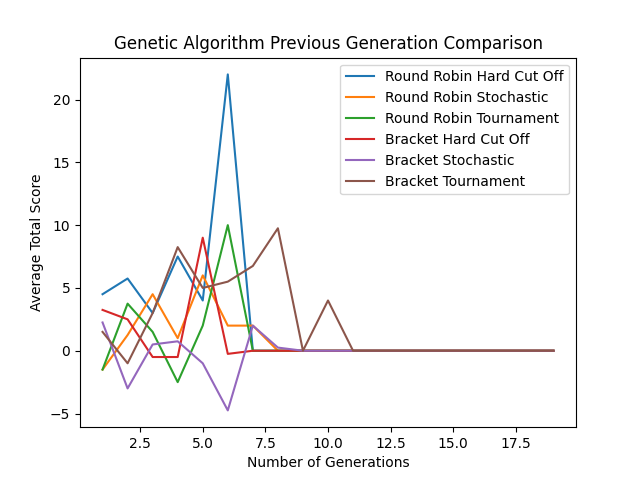 Genetic Algorithm Previous Generation Comparison
Round Robin Hard Cut Off
Round Robin Stochastic
Round Robin Tournament
Bracket Hard Cut Off
Bracket Stochastic
Bracket Tournament
Average Total Score
20
15
10
5
0
−5
2.5 5.0 7.5 10.0 12.5 15.0 17.5
Number of Generations